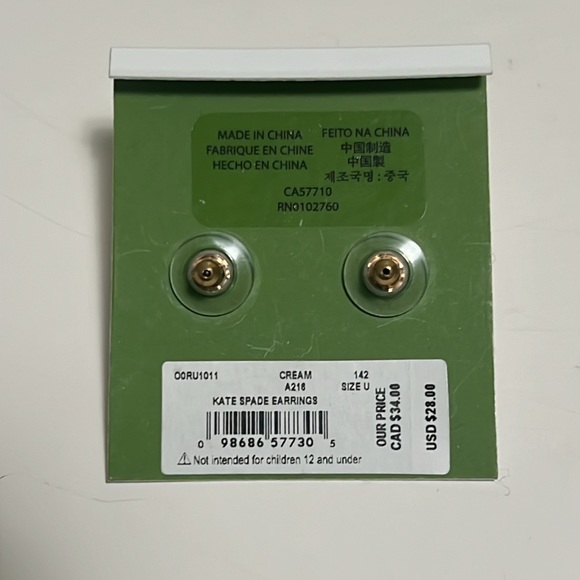 MADE IN CHINA
FABRIQUE EN CHINE
HECHO EN CHINA
FEITO NA CHINA
中国制造
中国製
제조국명 : 중국
CA57710
RN0102760
O0RU1011 CREAM 142
A216 SIZE U
KATE SPADE EARRINGS
0 98686 57730 5
⚠ Not intended for children 12 and under
OUR PRICE
CAD $34.00
USD $28.00